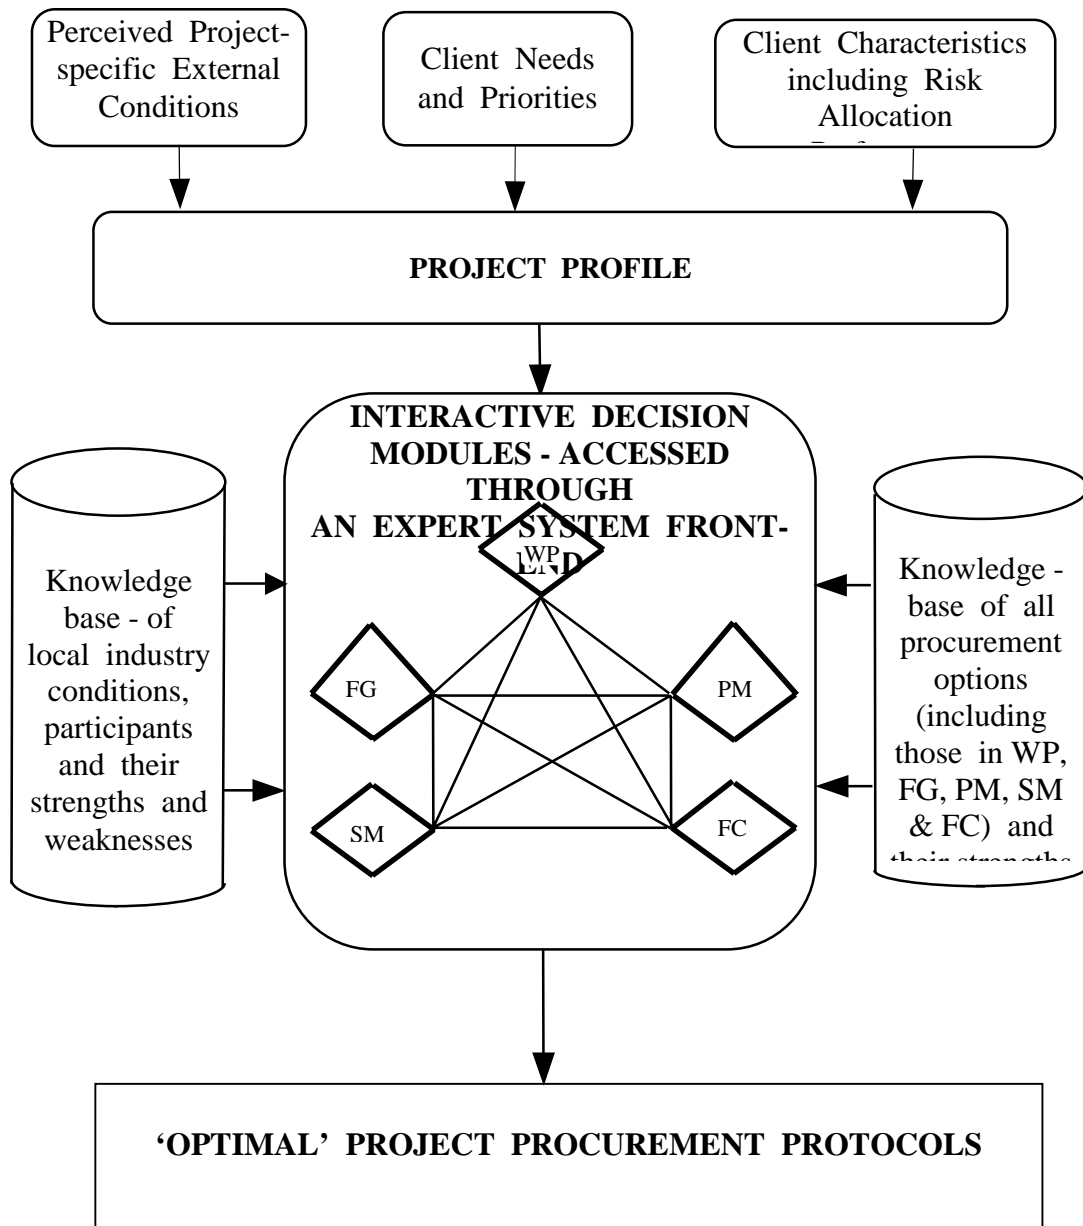 Perceived Project-
specific External
Conditions
Client Needs
and Priorities
Client Characteristics
including Risk
Allocation
PROJECT PROFILE
INTERACTIVE DECISION
MODULES - ACCESSED
THROUGH
AN EXPERT SYSTEM FRONT-
END
WP
FG
PM
SM
FC
Knowledge
base - of
local industry
conditions,
participants
and their
strengths and
weaknesses
Knowledge -
base of all
procurement
options
(including
those in WP,
FG, PM, SM
& FC) and
their strengths
‘OPTIMAL’ PROJECT PROCUREMENT PROTOCOLS